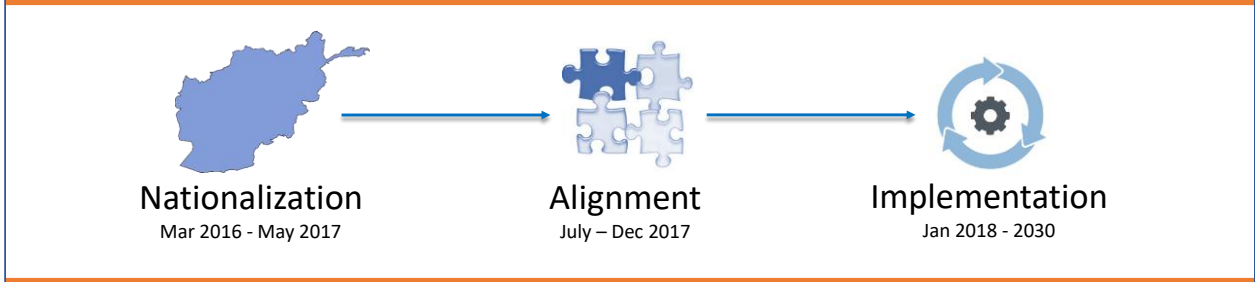 Nationalization
Mar 2016 - May 2017
Alignment
July – Dec 2017
Implementation
Jan 2018 - 2030